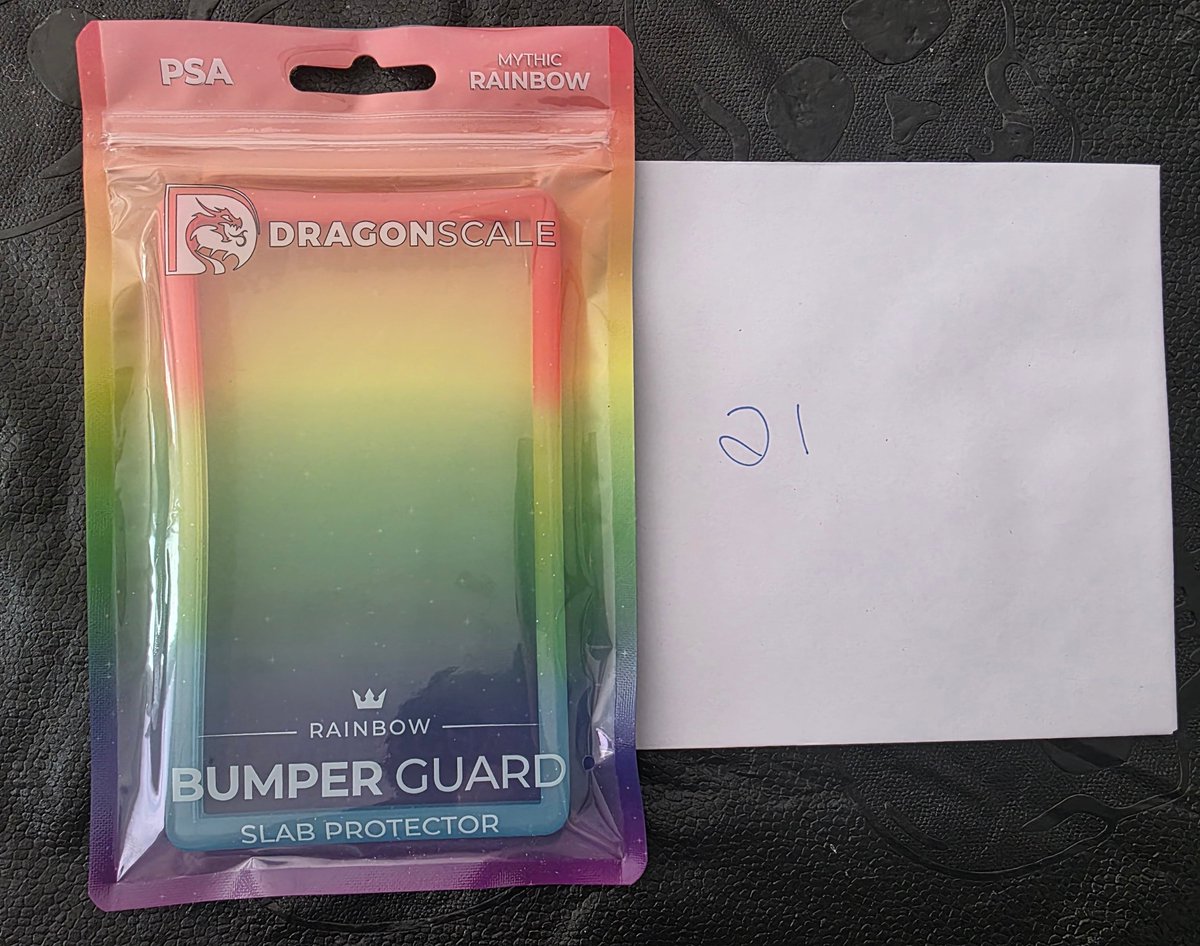 PSA
MYTHIC
RAINBOW
DRAGONSCALE
RAINBOW
BUMPER GUARD
SLAB PROTECTOR
21